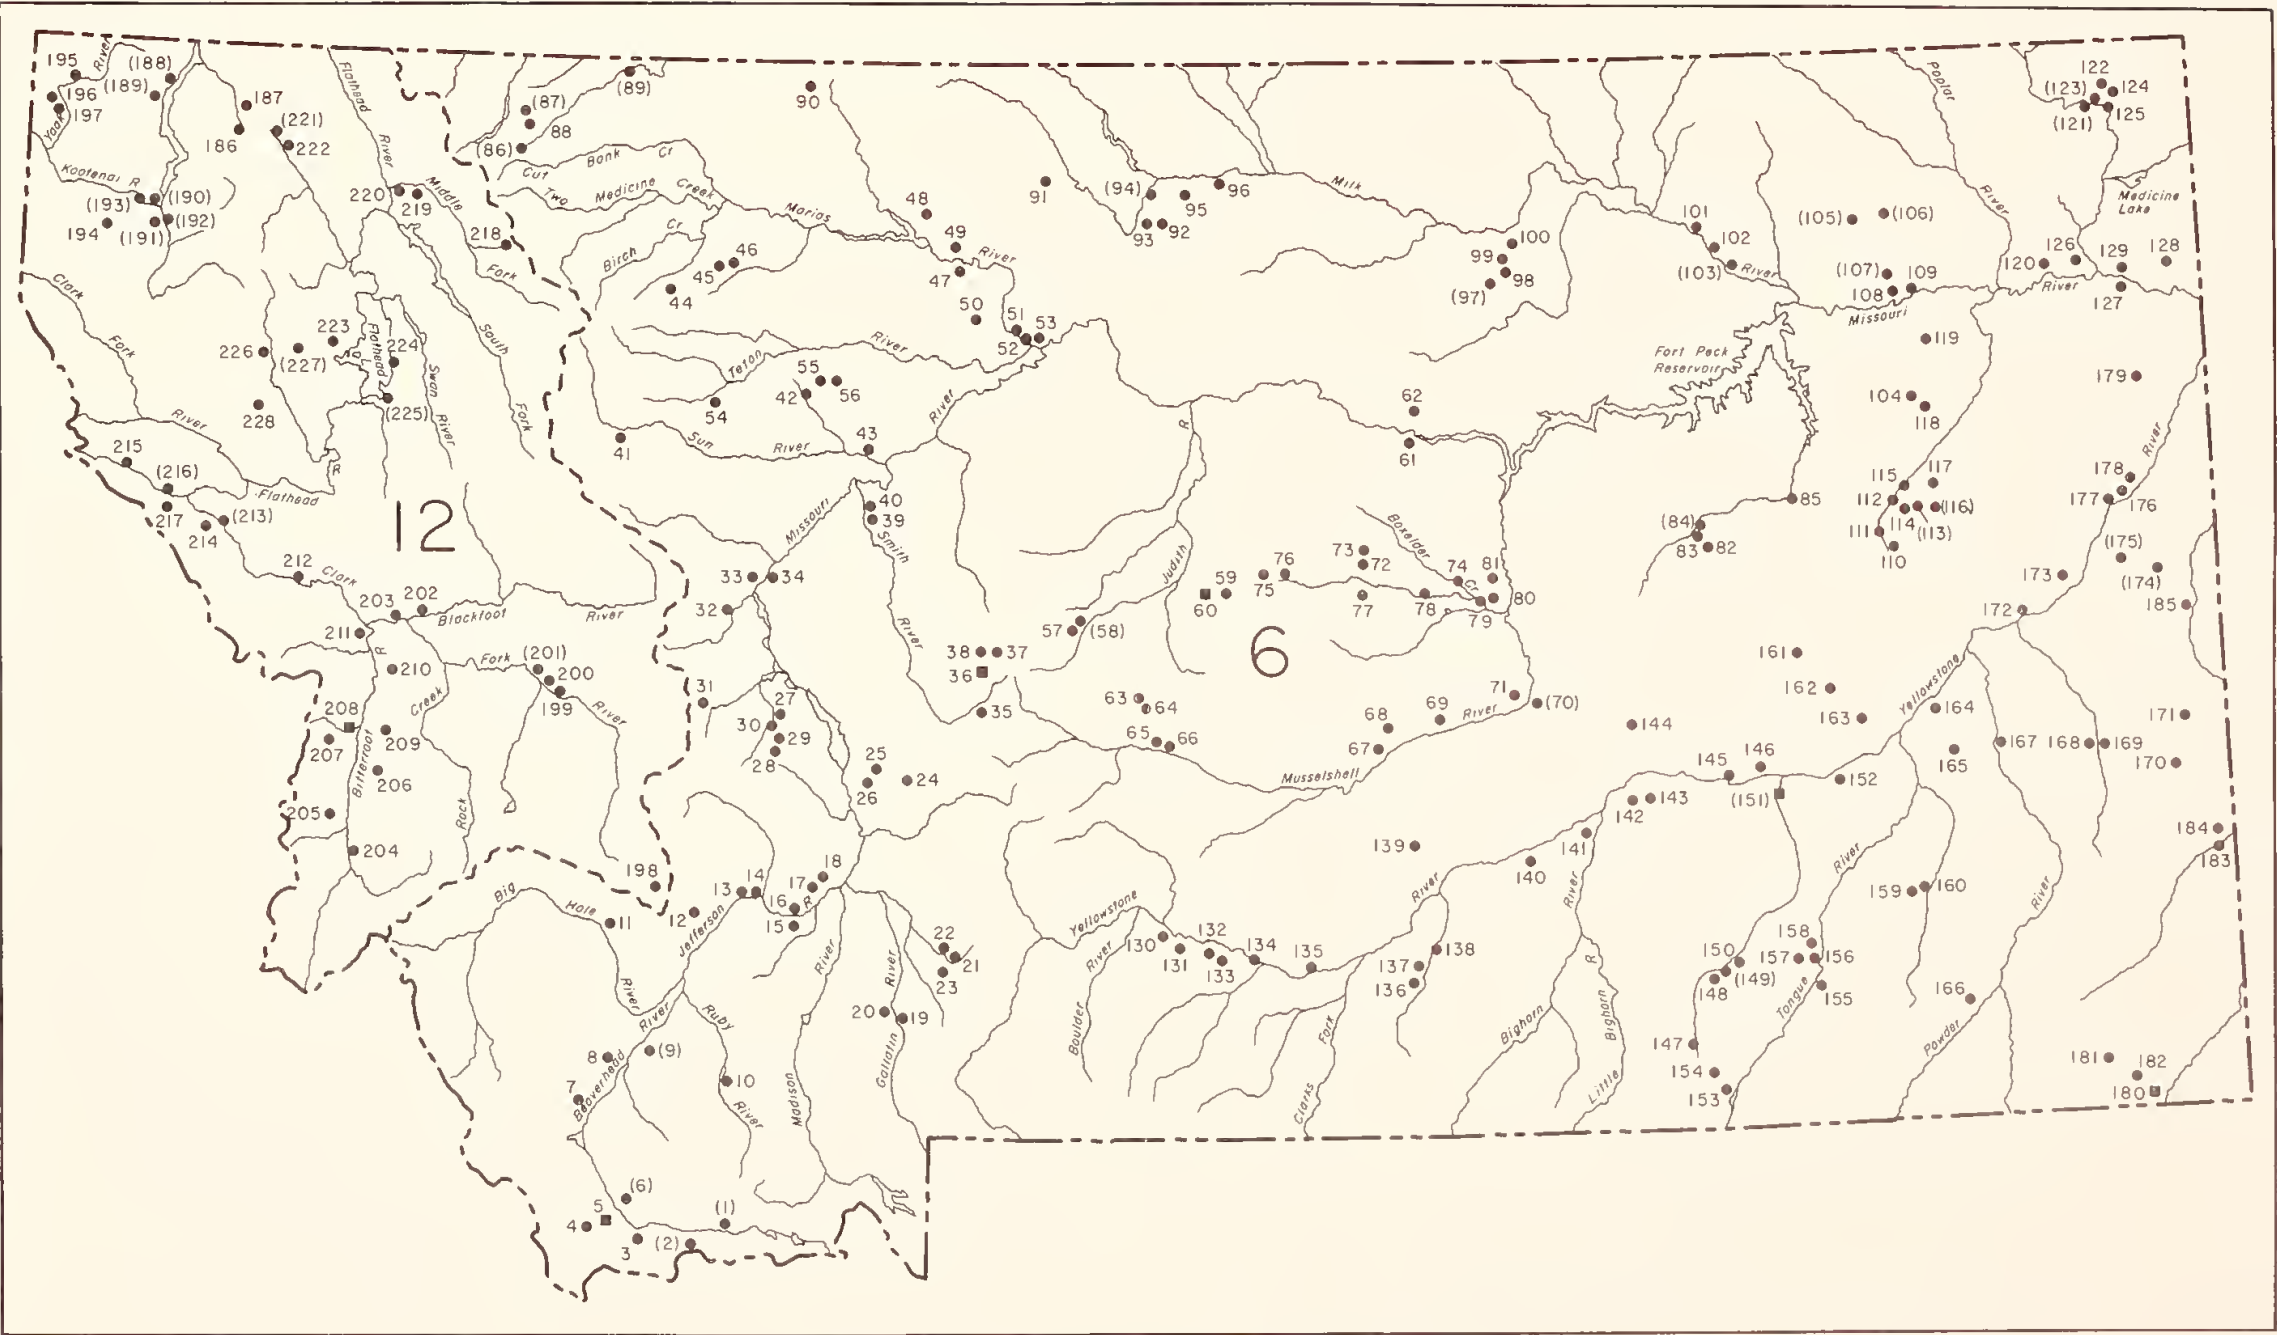 195
River
(188)
196
(189)
197
Yaak
187
186
(221)
222
Flathead
River
(87)
(89)
88
(86)
90
Cut Bank Cr
Two Medicine Creek
Kootenai R
(190)
(193)
(192)
194
(191)
220
219
Middle
Fork
218
Birch Cr
46
45
44
Marias
River
48
49
47
50
51
53
52
91
(94)
96
95
93
92
Milk
River
100
99
98
(97)
101
102
(103)
(105)
(106)
(107)
109
108
Poplar
River
122
(123)
124
(121)
125
Medicine
Lake
126
129
128
120
127
Missouri
River
Fort Peck
Reservoir
119
104
118
179
Clark
Fork
River
226
(227)
223
Flathead
L
224
(225)
Swan
River
South
Fork
228
215
(216)
217
214
(213)
Flathead
R
12
Teton
River
55
42
56
54
41
Sun
River
43
River
40
39
Smith
River
Missouri
33
34
32
R
Judith
62
61
Boxelder
Cr
73
72
74
81
76
75
59
60
77
78
79
80
57
(58)
6
85
(84)
83
82
115
117
112
114
(116)
(113)
111
110
178
177
176
River
(175)
(174)
173
185
172
212
Clark
203
202
Blackfoot
River
211
R
210
Fork
(201)
200
199
River
Creek
Rock
208
209
207
Bitterroot
206
205
204
31
27
30
29
28
38
37
36
35
25
24
26
63
64
65
66
68
69
67
71
(70)
River
Musselshell
161
162
163
144
Yellowstone
164
171
167
168
169
165
170
145
146
(151)
152
142
143
139
141
140
184
183
198
13
14
18
17
16
15
12
R
Jefferson
Big
Hole
River
11
22
21
23
River
River
20
19
Gallatin
Madison
Yellowstone
River
130
131
132
133
134
135
River
137
138
136
Boulder
River
Clarks
Fork
R
Bighorn
Little
Bighorn
River
159
160
River
150
(149)
148
158
157
156
155
Tongue
166
Powder
River
147
154
153
181
182
180
River
Ruby
River
8
(9)
7
Beaverhead
10
(6)
5
4
3
(2)
(1)